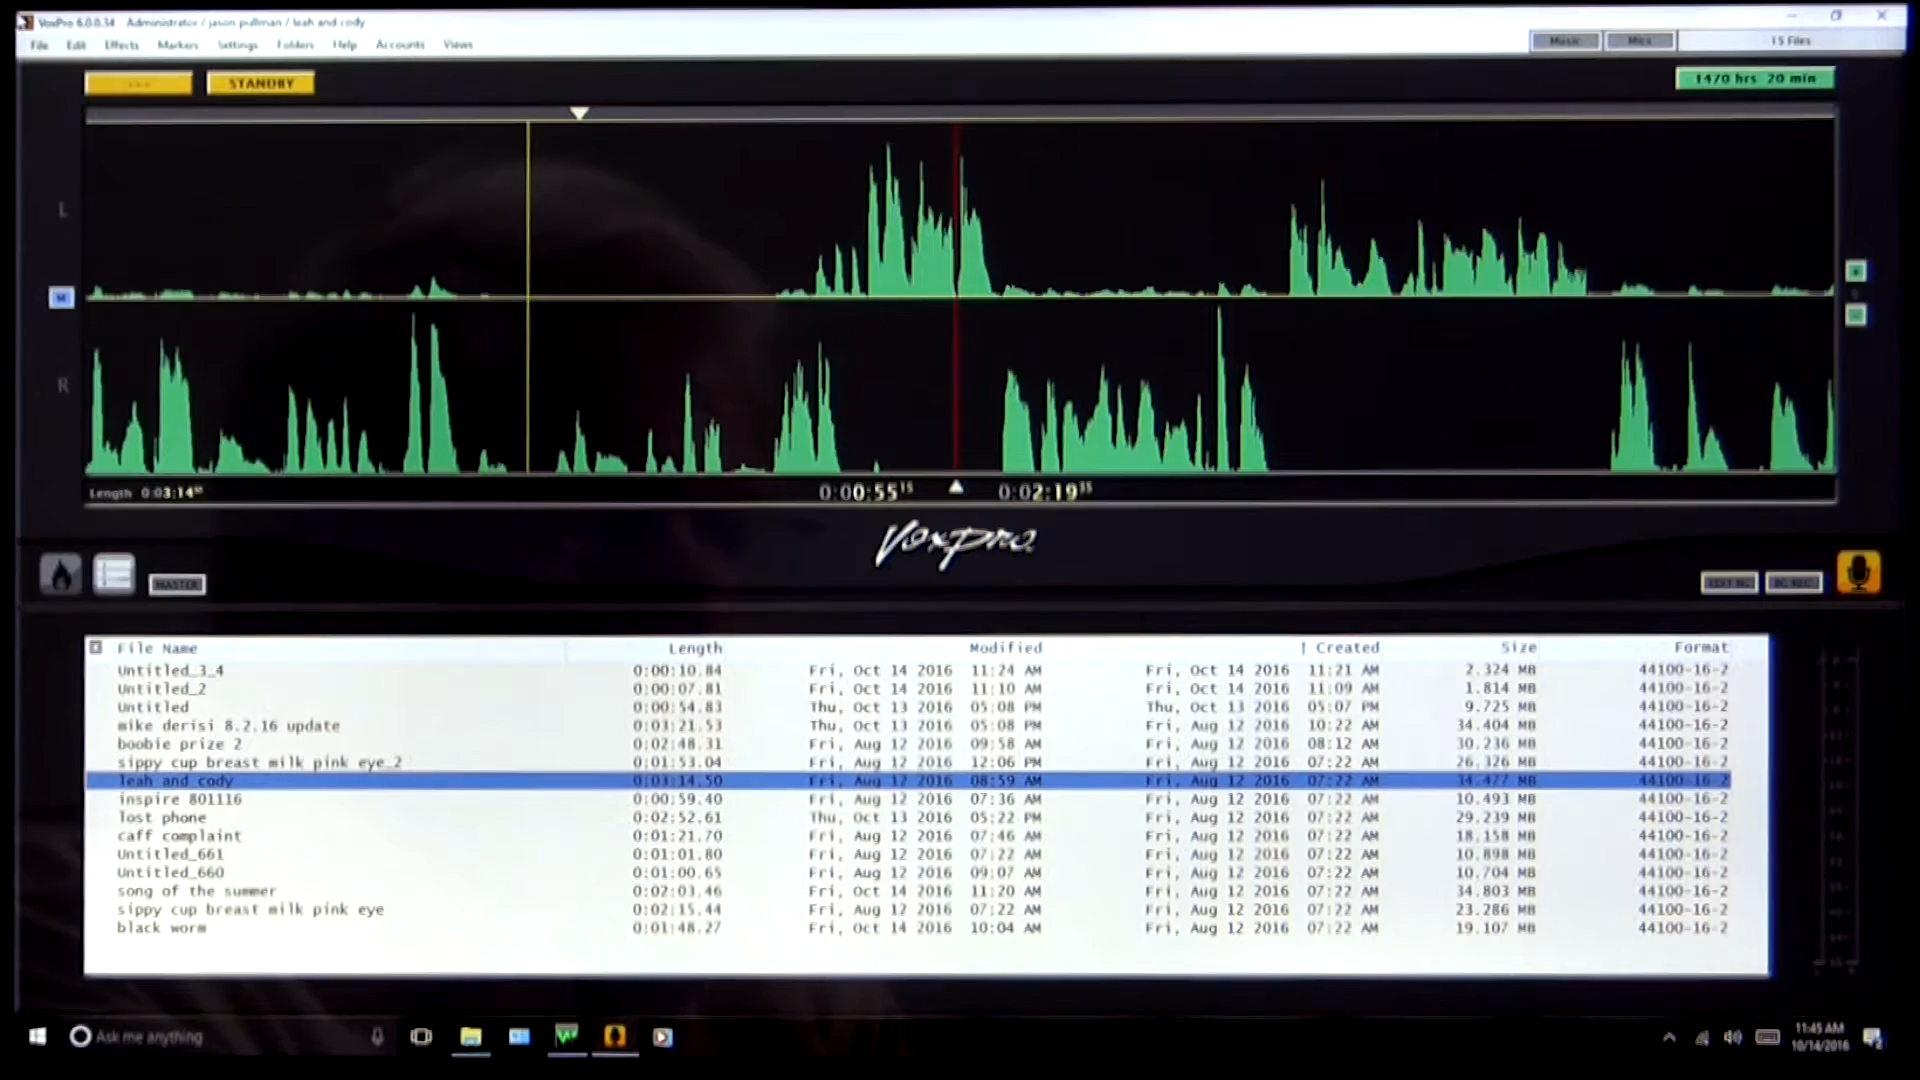 VoxPro 6.0.0.34 Administrator / jason pullman / leah and cody
File Edit Effects Markers Settings Folders Help Accounts Views
Music Mics 15 Files
--- STANDBY 1470 hrs 20 min
L
M
R
Length 0:03:14 0:00:55 15 0:02:19 35
VoxPro
MASTER EDIT BG BG REC
File Name Length Modified Created Size Format
Untitled_3_4 0:00:10.84 Fri, Oct 14 2016 11:24 AM Fri, Oct 14 2016 11:21 AM 2.324 MB 44100-16-2
Untitled_2 0:00:07.81 Fri, Oct 14 2016 11:10 AM Fri, Oct 14 2016 11:09 AM 1.814 MB 44100-16-2
Untitled 0:00:54.83 Thu, Oct 13 2016 05:08 PM Thu, Oct 13 2016 05:07 PM 9.725 MB 44100-16-2
mike derisi 8.2.16 update 0:03:21.53 Thu, Oct 13 2016 05:08 PM Fri, Aug 12 2016 10:22 AM 34.404 MB 44100-16-2
boobie prize 2 0:02:48.31 Fri, Aug 12 2016 09:58 AM Fri, Aug 12 2016 08:12 AM 30.236 MB 44100-16-2
sippy cup breast milk pink eye_2 0:01:53.04 Fri, Aug 12 2016 12:06 PM Fri, Aug 12 2016 07:22 AM 26.326 MB 44100-16-2
leah and cody 0:03:14.50 Fri, Aug 12 2016 08:59 AM Fri, Aug 12 2016 07:22 AM 34.477 MB 44100-16-2
inspire 801116 0:00:59.40 Fri, Aug 12 2016 07:36 AM Fri, Aug 12 2016 07:22 AM 10.493 MB 44100-16-2
lost phone 0:02:52.61 Thu, Oct 13 2016 05:22 PM Fri, Aug 12 2016 07:22 AM 29.239 MB 44100-16-2
caff complaint 0:01:21.70 Fri, Aug 12 2016 07:46 AM Fri, Aug 12 2016 07:22 AM 18.158 MB 44100-16-2
Untitled_661 0:01:01.80 Fri, Aug 12 2016 07:22 AM Fri, Aug 12 2016 07:22 AM 10.898 MB 44100-16-2
Untitled_660 0:01:00.65 Fri, Aug 12 2016 09:07 AM Fri, Aug 12 2016 07:22 AM 10.704 MB 44100-16-2
song of the summer 0:02:03.46 Fri, Oct 14 2016 11:20 AM Fri, Aug 12 2016 07:22 AM 34.803 MB 44100-16-2
sippy cup breast milk pink eye 0:02:15.44 Fri, Aug 12 2016 07:22 AM Fri, Aug 12 2016 07:22 AM 23.286 MB 44100-16-2
black worm 0:01:48.27 Fri, Oct 14 2016 10:04 AM Fri, Aug 12 2016 07:22 AM 19.107 MB 44100-16-2
Ask me anything 11:45 AM
10/14/2016